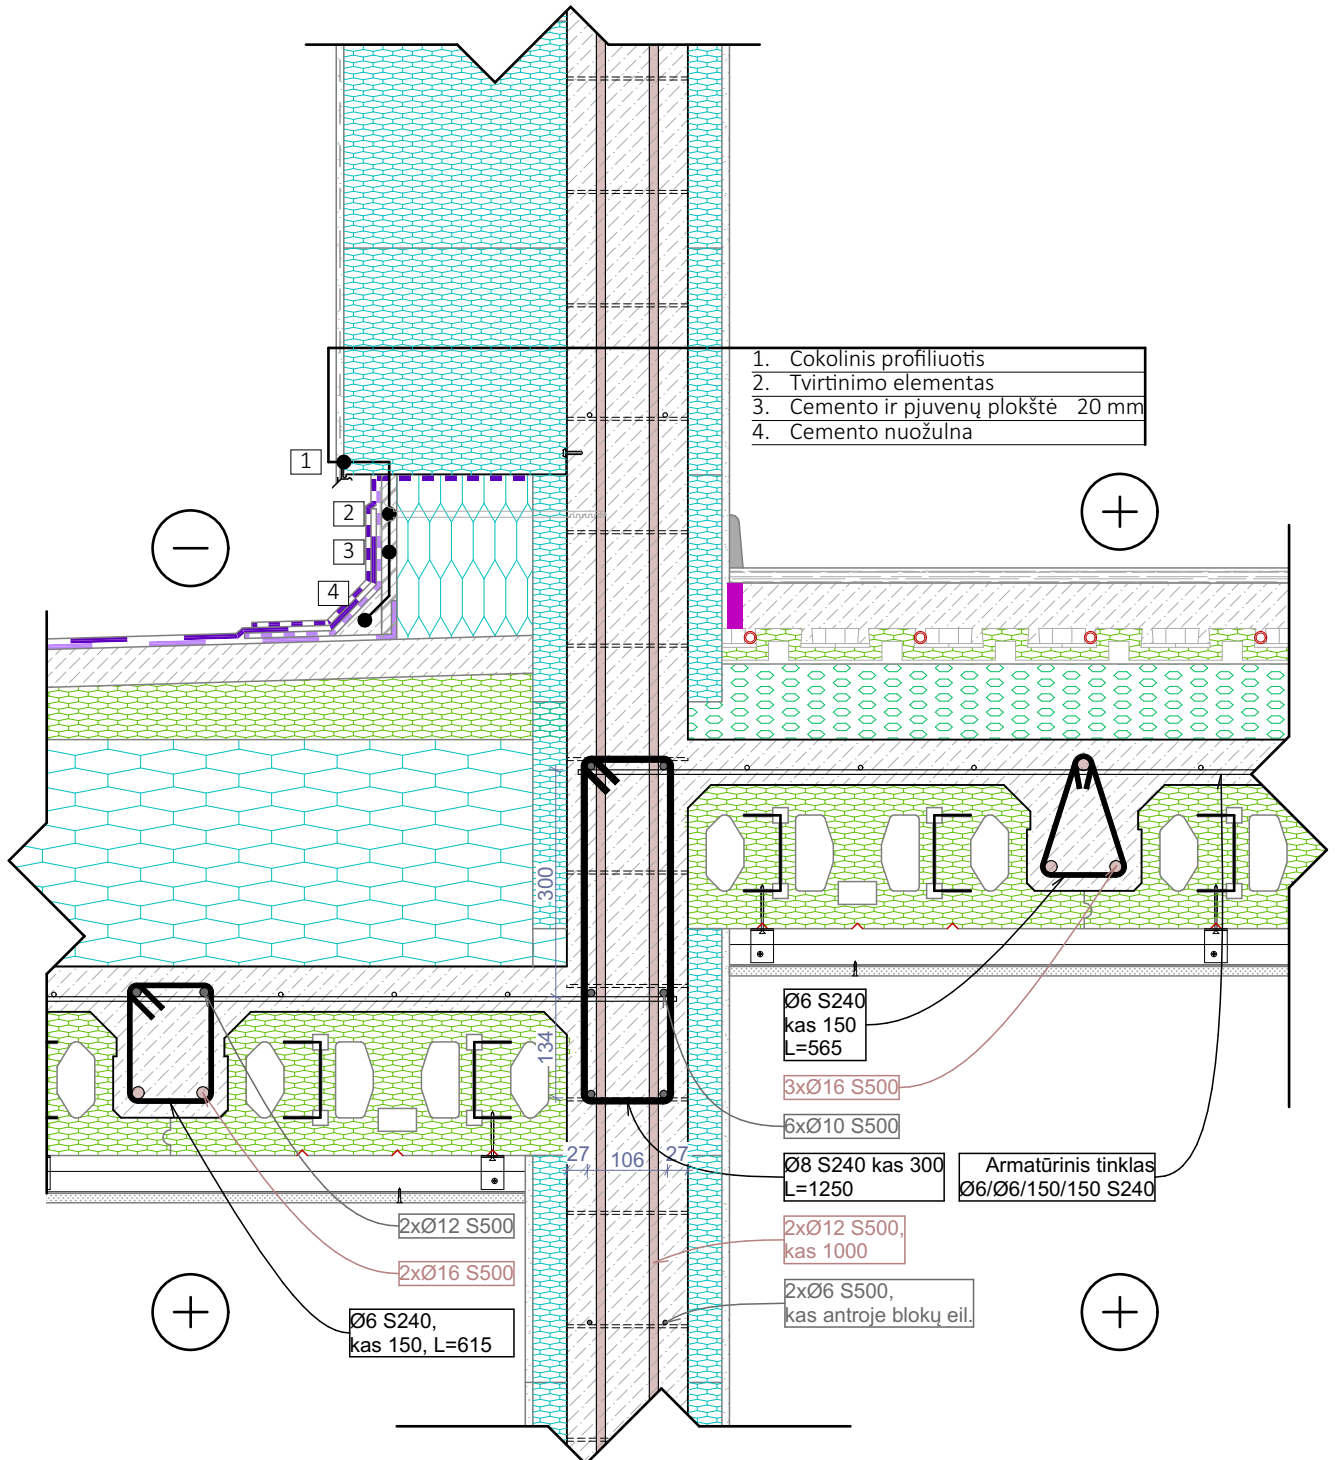 1. Cokolinis profiliuotis
2. Tvirtinimo elementas
3. Cemento ir pjuvenų plokštė 20 mm
4. Cemento nuožulna
1
2
3
4
300
134
27
106
27
Ø6 S240
kas 150
L=565
3xØ16 S500
6xØ10 S500
Ø8 S240 kas 300
L=1250
Armatūrinis tinklas
Ø6/Ø6/150/150 S240
2xØ12 S500,
kas 1000
2xØ6 S500,
kas antroje blokų eil.
2xØ12 S500
2xØ16 S500
Ø6 S240,
kas 150, L=615